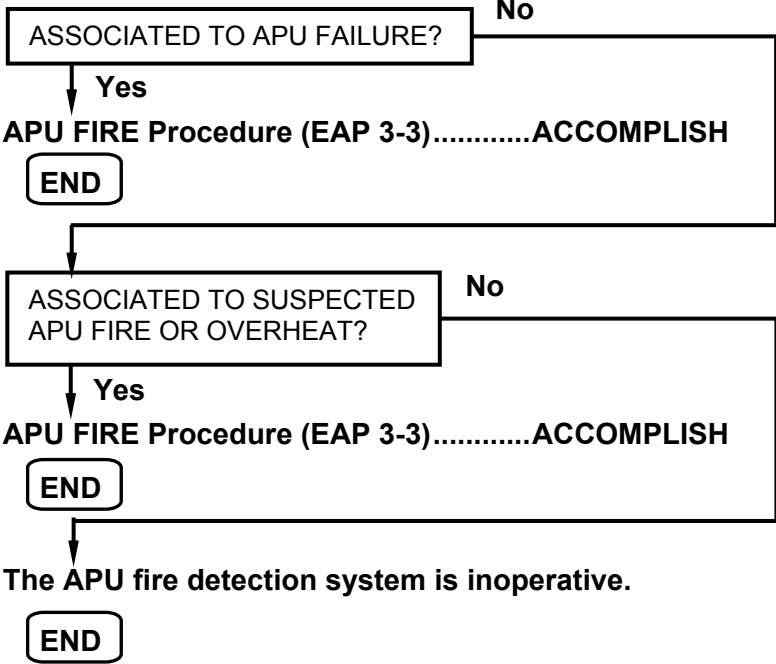 No
ASSOCIATED TO APU FAILURE?
Yes
APU FIRE Procedure (EAP 3-3)............ACCOMPLISH
END
No
ASSOCIATED TO SUSPECTED
APU FIRE OR OVERHEAT?
Yes
APU FIRE Procedure (EAP 3-3)............ACCOMPLISH
END
The APU fire detection system is inoperative.
END